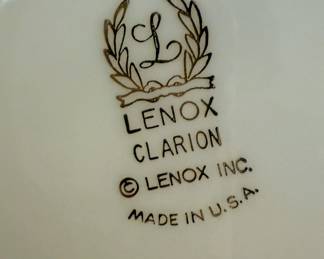 L
LENOX
CLARION
© LENOX INC.
MADE IN U.S.A.